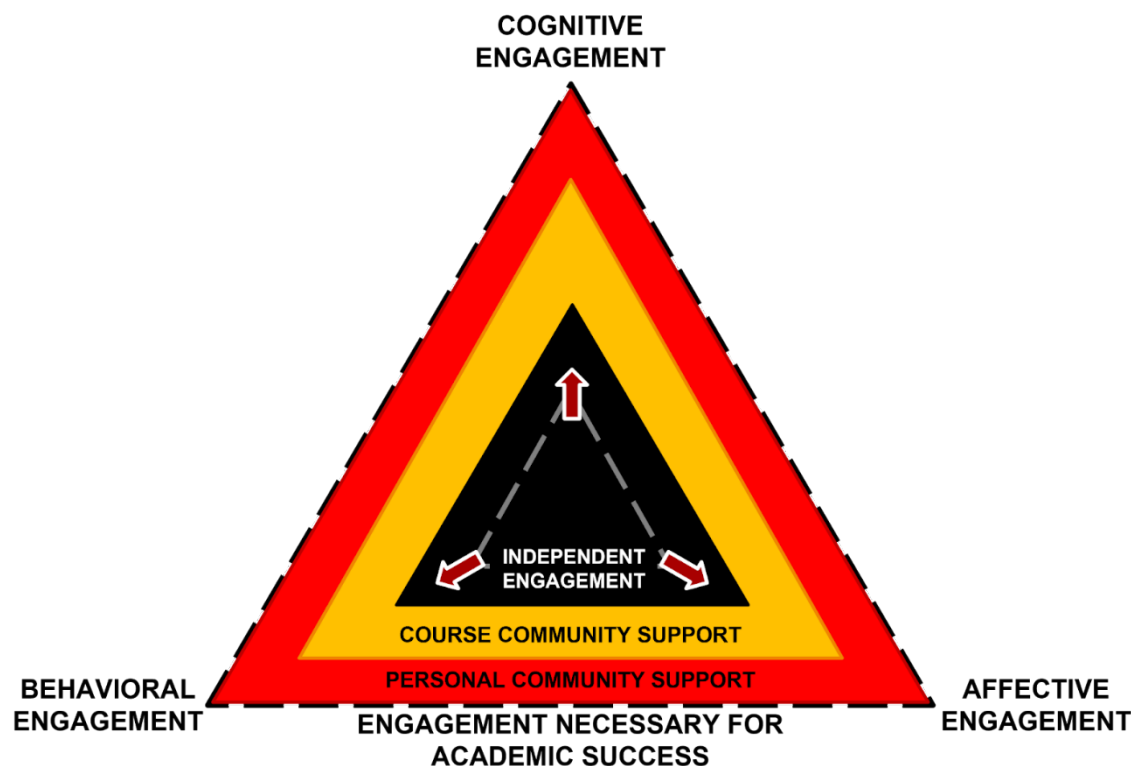 COGNITIVE
ENGAGEMENT
INDEPENDENT
ENGAGEMENT
COURSE COMMUNITY SUPPORT
PERSONAL COMMUNITY SUPPORT
BEHAVIORAL
ENGAGEMENT
AFFECTIVE
ENGAGEMENT
ENGAGEMENT NECESSARY FOR
ACADEMIC SUCCESS